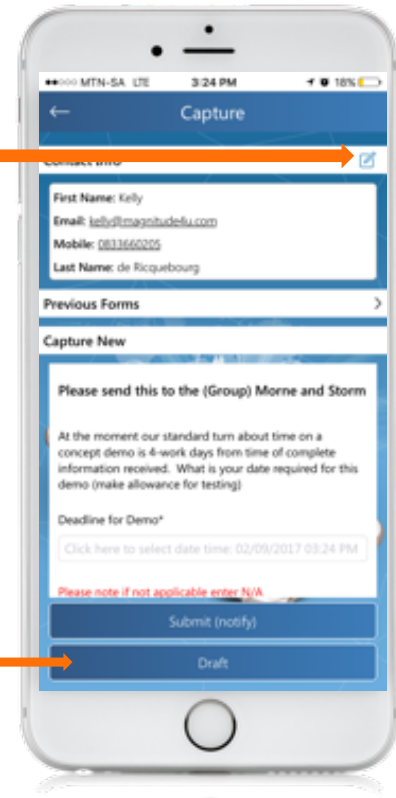 MTN-SA LTE 3:24 PM 18%
Capture
Contact Info
First Name: Kelly
Email: kelly@magnitude4u.com
Mobile: 0833660205
Last Name: de Ricquebourg
Previous Forms
Capture New
Please send this to the (Group) Morne and Storm
At the moment our standard turn about time on a
concept demo is 4-work days from time of complete
information received. What is your date required for this
demo (make allowance for testing)
Deadline for Demo*
Click here to select date time: 02/09/2017 03:24 PM
Please note if not applicable enter N/A
Submit (notify)
Draft